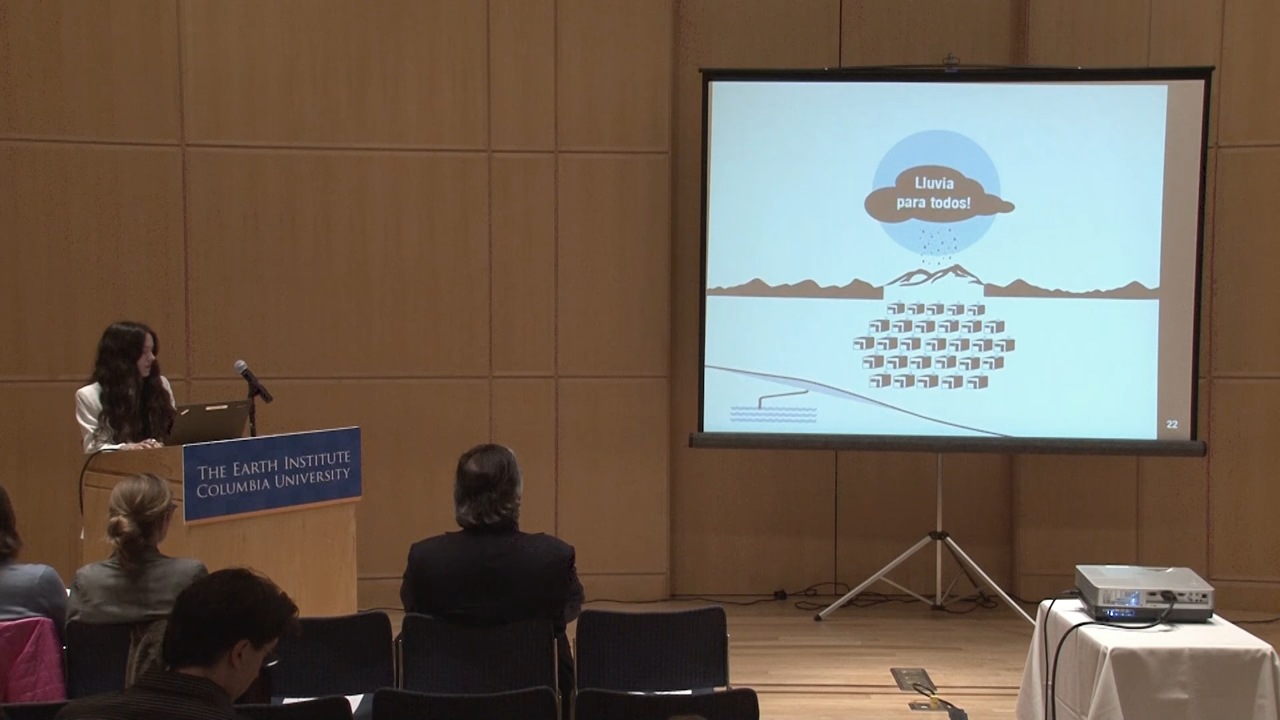 Lluvia
para todos!
22
THE EARTH INSTITUTE
COLUMBIA UNIVERSITY